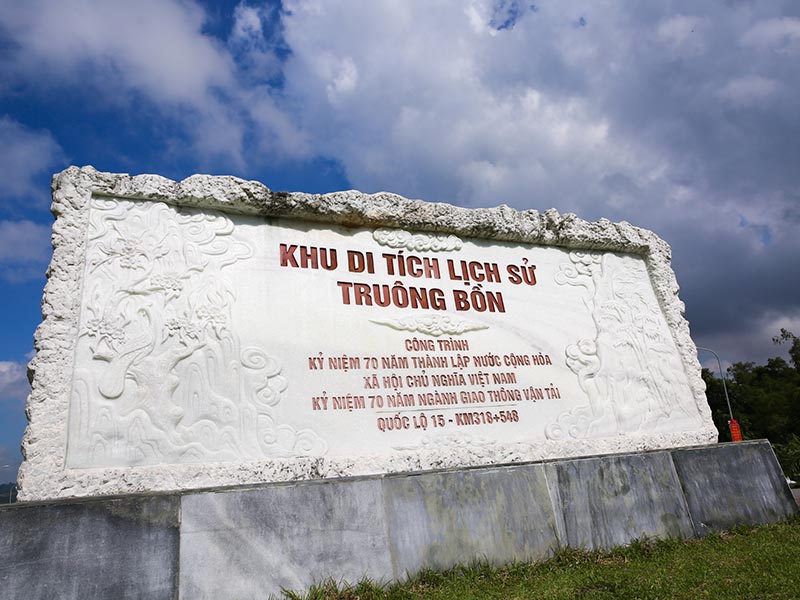 KHU DI TÍCH LỊCH SỬ
TRUÔNG BỒN
CÔNG TRÌNH
KỶ NIỆM 70 NĂM THÀNH LẬP NƯỚC CỘNG HÒA
XÃ HỘI CHỦ NGHĨA VIỆT NAM
KỶ NIỆM 70 NĂM NGÀNH GIAO THÔNG VẬN TẢI
QUỐC LỘ 15 - KM318+548